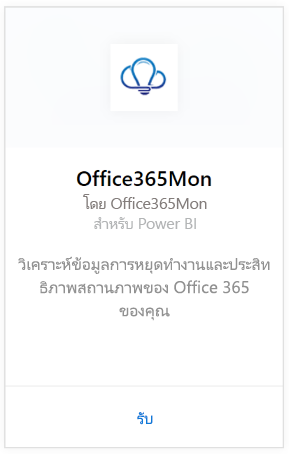 Office365Mon
โดย Office365Mon
สำหรับ Power BI
วิเคราะห์ข้อมูลการหยุดทำงานและประสิท
ธิภาพสถานภาพของ Office 365
ของคุณ
รับ